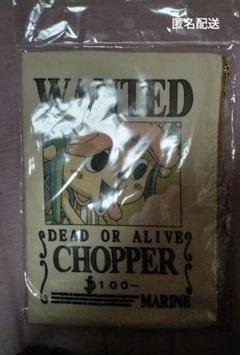 匿名配送
WANTED
DEAD OR ALIVE
CHOPPER
฿100-
MARINE